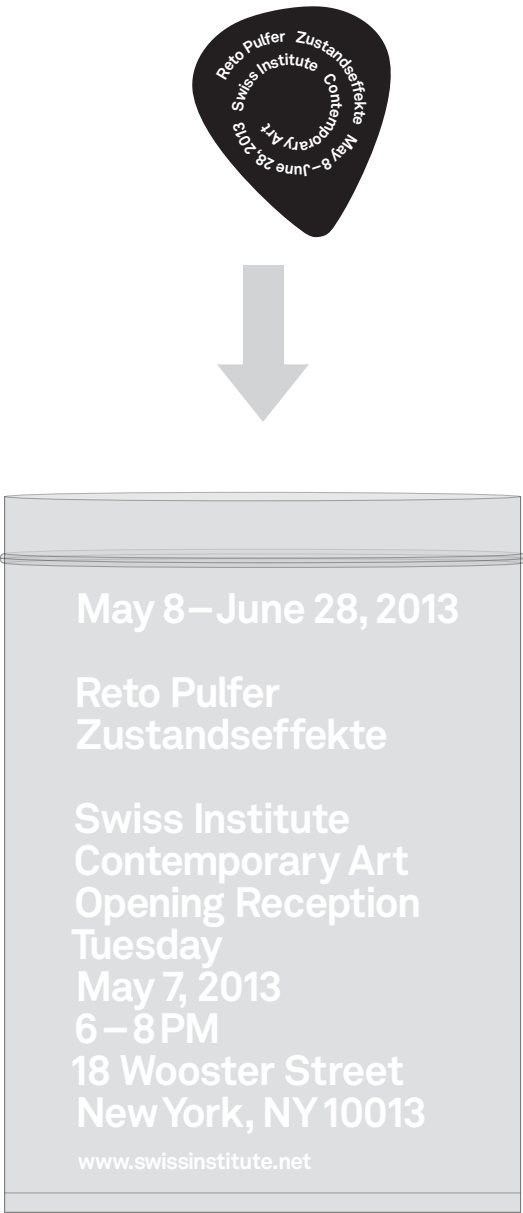 Reto Pulfer Zustandseffekte May 8–June 28, 2013
Swiss Institute Contemporary Art
May 8–June 28, 2013
Reto Pulfer
Zustandseffekte
Swiss Institute
Contemporary Art
Opening Reception
Tuesday
May 7, 2013
6–8PM
18 Wooster Street
New York, NY 10013
www.swissinstitute.net